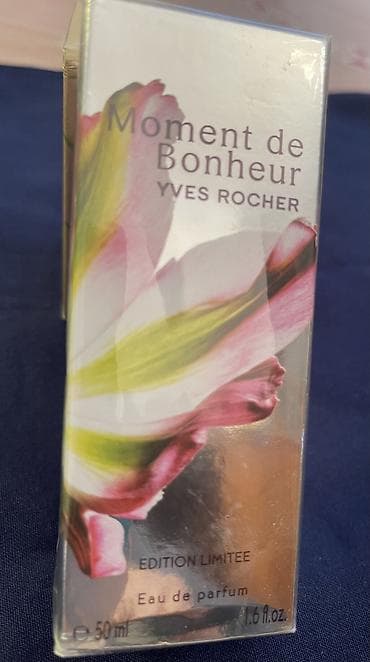 Moment de
Bonheur
YVES ROCHER
EDITION LIMITEE
Eau de parfum
℮ 50 ml 1.6 fl.oz.